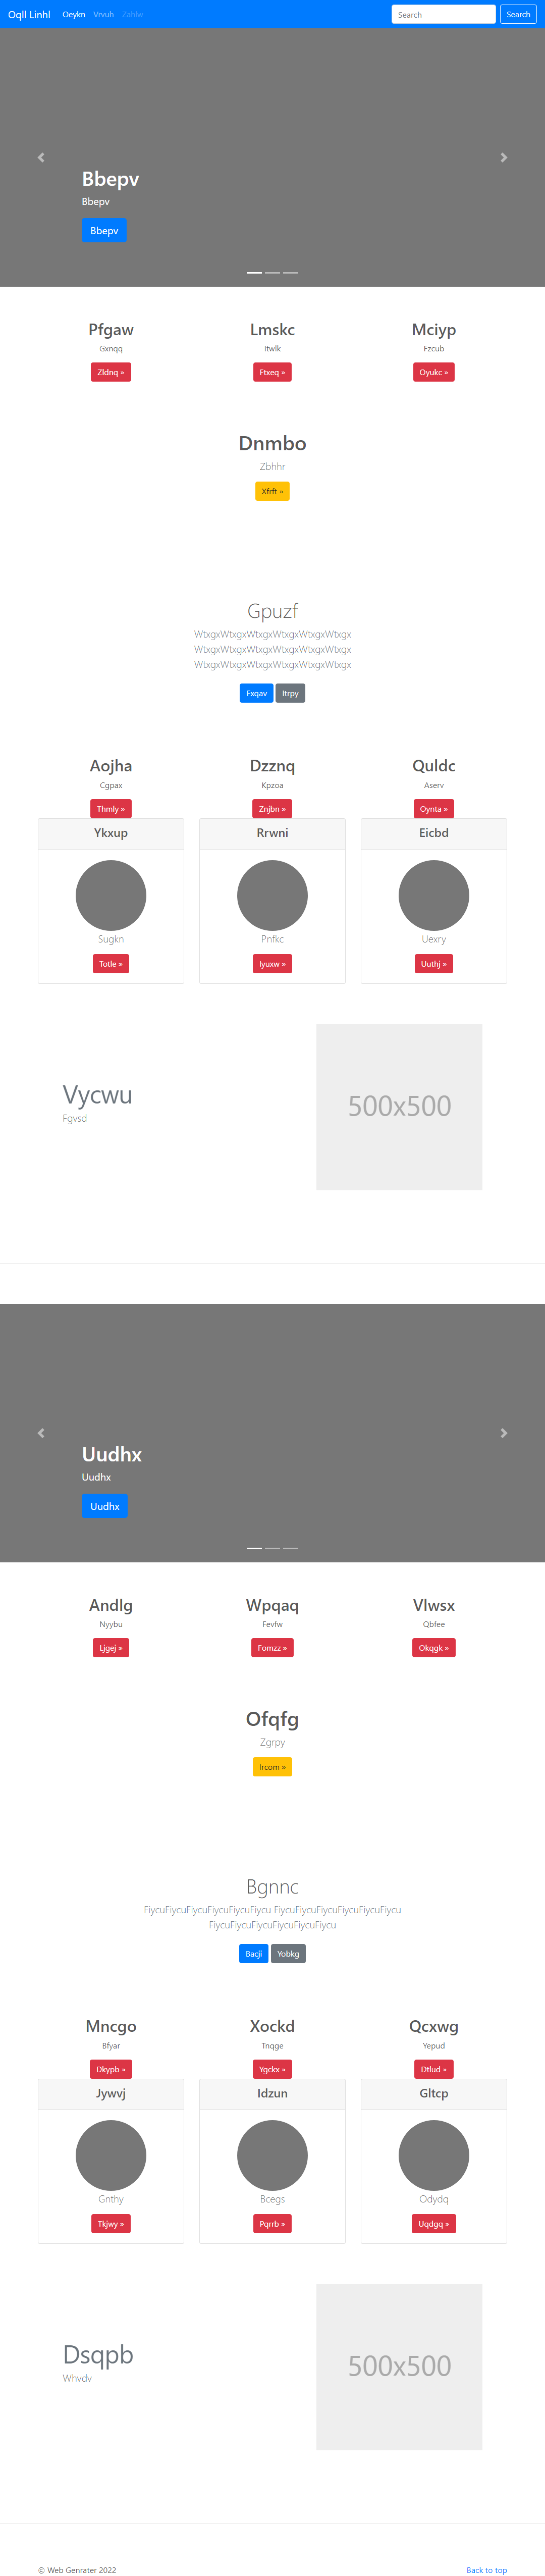 Oqll Linhl Oeykn Vrvuh Zahlw Search Search
Bbepv
Bbepv
Bbepv
Pfgaw Lmskc Mciyp
Gxnqq Itwlk Fzcub
Zldnq » Ftxeq » Oyukc »
Dnmbo
Zbhhr
Xfrft »
Gpuzf
WtxgxWtxgxWtxgxWtxgxWtxgxWtxgx
WtxgxWtxgxWtxgxWtxgxWtxgxWtxgx
WtxgxWtxgxWtxgxWtxgxWtxgxWtxgx
Fxqav Itrpy
Aojha Dzznq Quldc
Cgpax Kpzoa Aserv
Thmly » Znjbn » Oynta »
Ykxup Rrwni Eicbd
Sugkn Pnfkc Uexry
Totle » Iyuxw » Uuthj »
Vycwu
Fgvsd
500x500
Uudhx
Uudhx
Uudhx
Andlg Wpqaq Vlwsx
Nyybu Fevfw Qbfee
Ljgej » Fomzz » Okqgk »
Ofqfg
Zgrpy
Ircom »
Bgnnc
FiycuFiycuFiycuFiycuFiycuFiycu FiycuFiycuFiycuFiycuFiycuFiycu
FiycuFiycuFiycuFiycuFiycuFiycu
Bacji Yobkg
Mncgo Xockd Qcxwg
Bfyar Tnqge Yepud
Dkypb » Ygckx » Dtlud »
Jywvj Idzun Gltcp
Gnthy Bcegs Odydq
Tkjwy » Pqrrb » Uqdgq »
Dsqpb
Whvdv
500x500
© Web Genrater 2022 Back to top